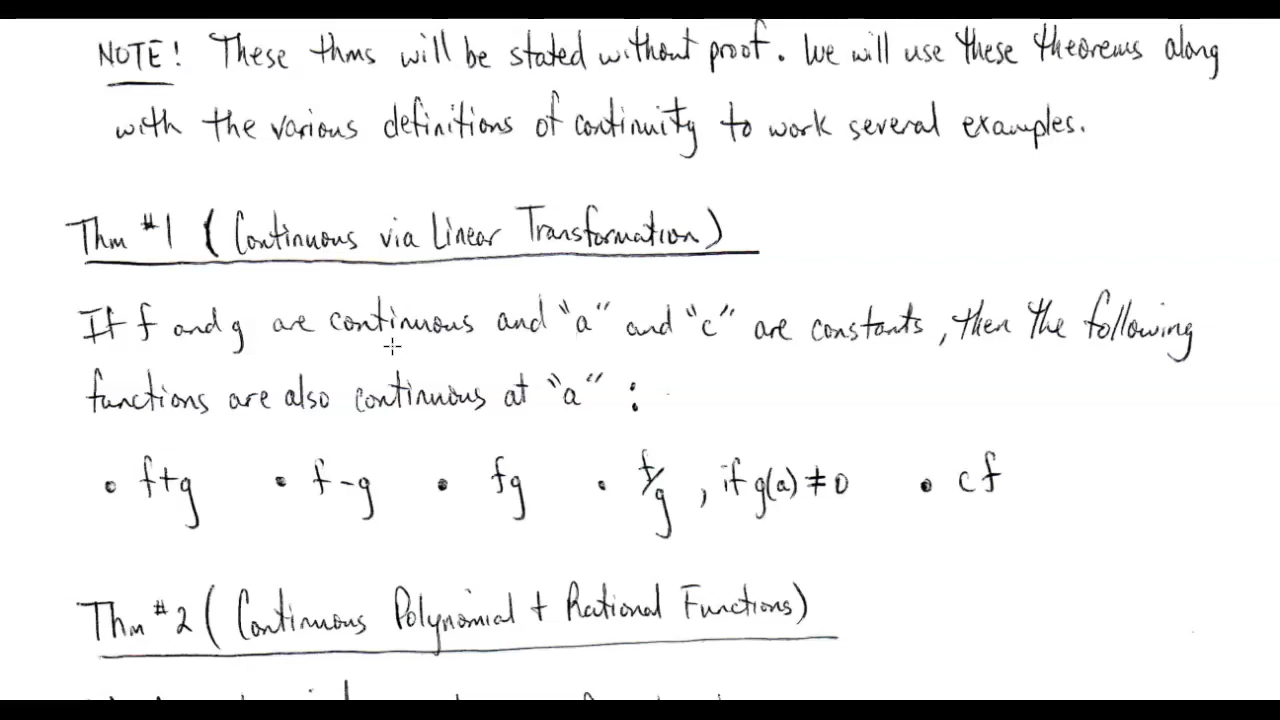 NOTE! These thms will be stated without proof. We will use these theorems along
with the various definitions of continuity to work several examples.
Thm #1 (Continuous via Linear Transformation)
If f and g are continuous and "a" and "c" are constants, then the following
functions are also continuous at "a" :
• f+g • f-g • fg • f/g, if g(a) ≠ 0 • cf
Thm #2 (Continuous Polynomial + Rational Functions)